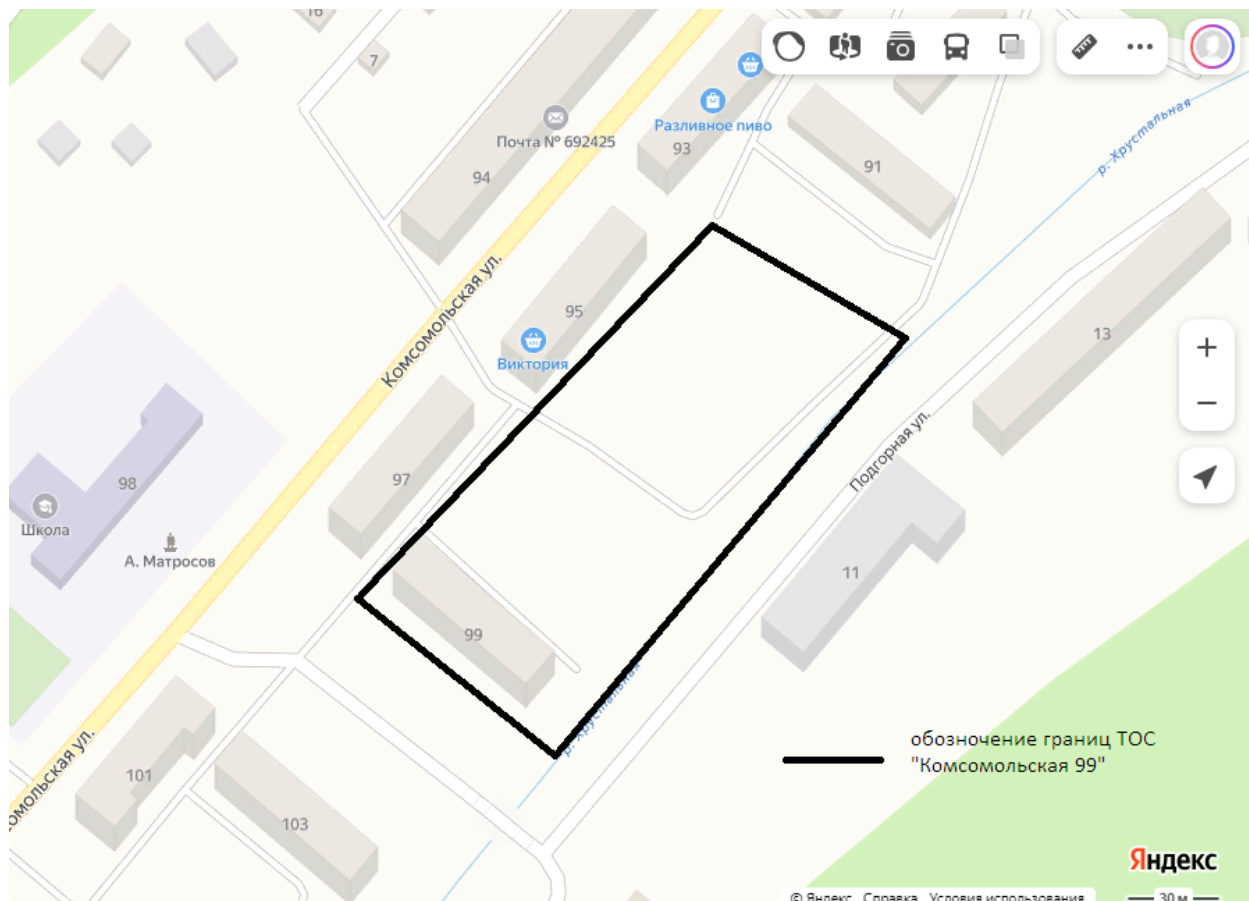 16
7
Почта № 692425
94
Разливное пиво
93
91
р. Хрустальная
Комсомольская ул.
95
Виктория
13
Подгорная ул.
97
98
Школа
А. Матросов
11
99
р. Хрустальная
обозначение границ ТОС
"Комсомольская 99"
омольская ул.
101
103
Яндекс
© Яндекс Справка Условия использования
30 м